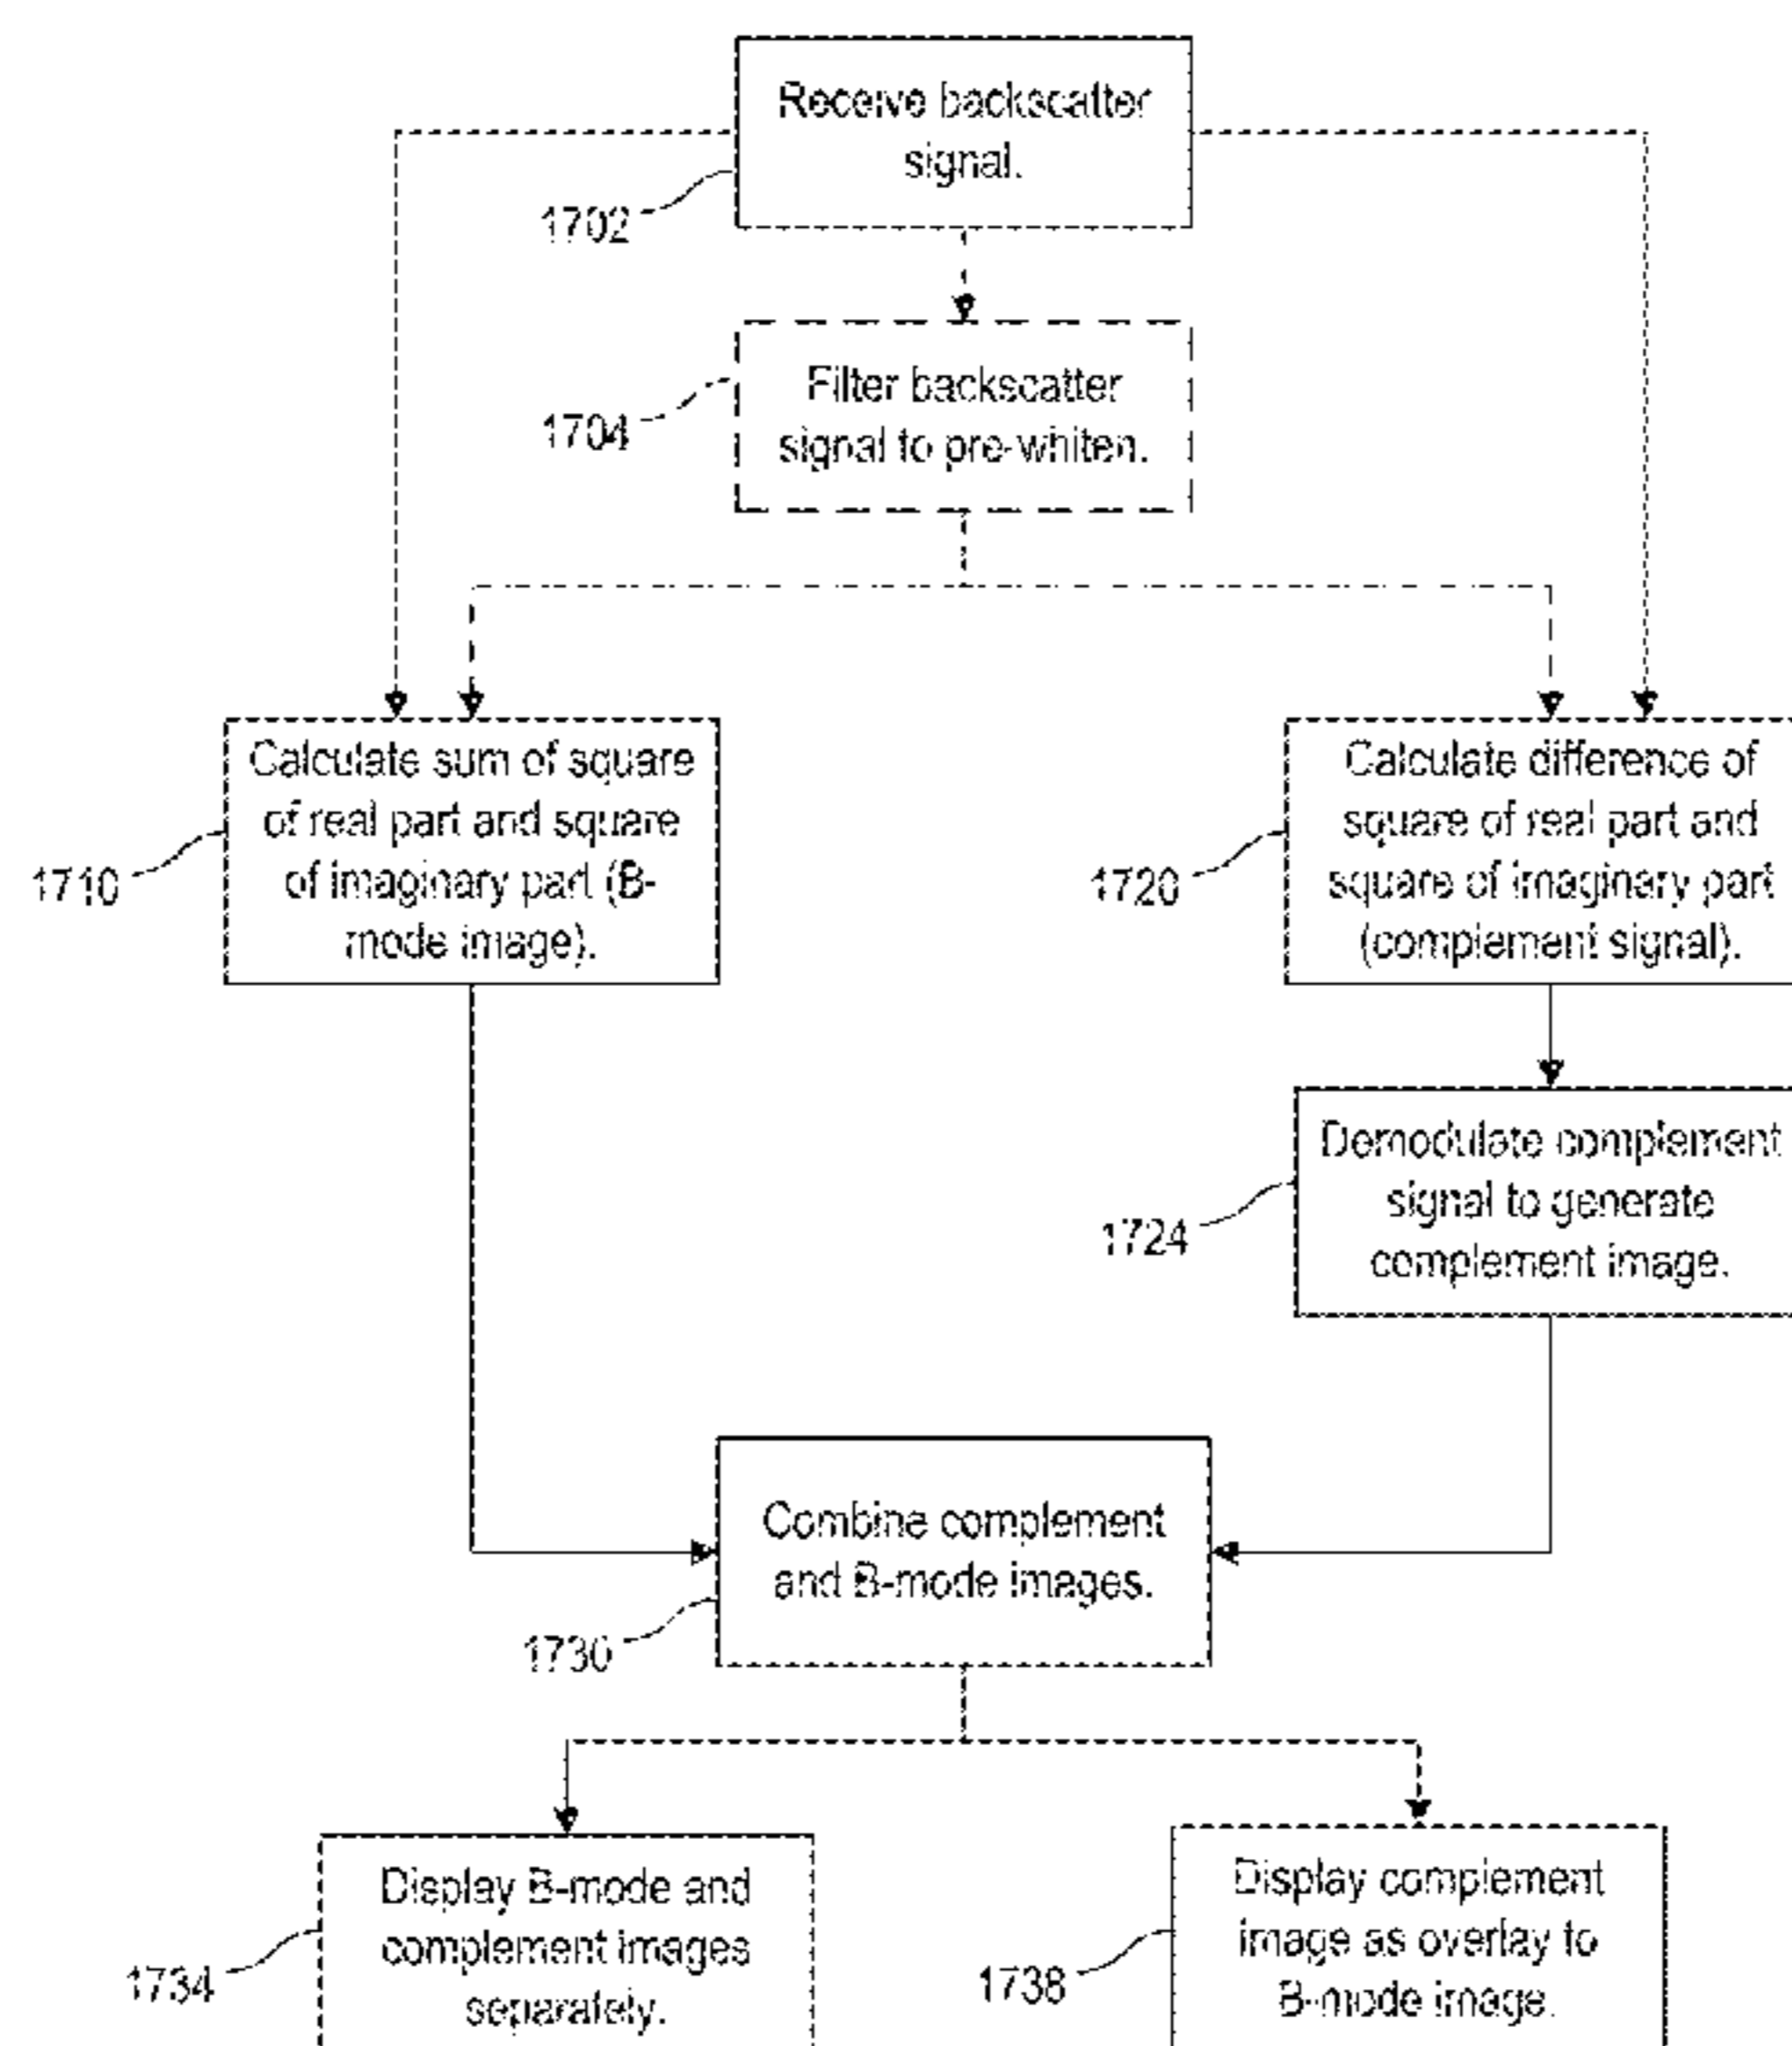 Receive backscatter
signal.
1702
Filter backscatter
signal to pre-whiten.
1704
Calculate sum of square
of real part and square
of imaginary part (B-
mode image).
1710
Calculate difference of
square of real part and
square of imaginary part
(complement signal).
1720
Demodulate complement
signal to generate
complement image.
1724
Combine complement
and B-mode images.
1730
Display B-mode and
complement images
separately.
1734
Display complement
image as overlay to
B-mode image.
1738